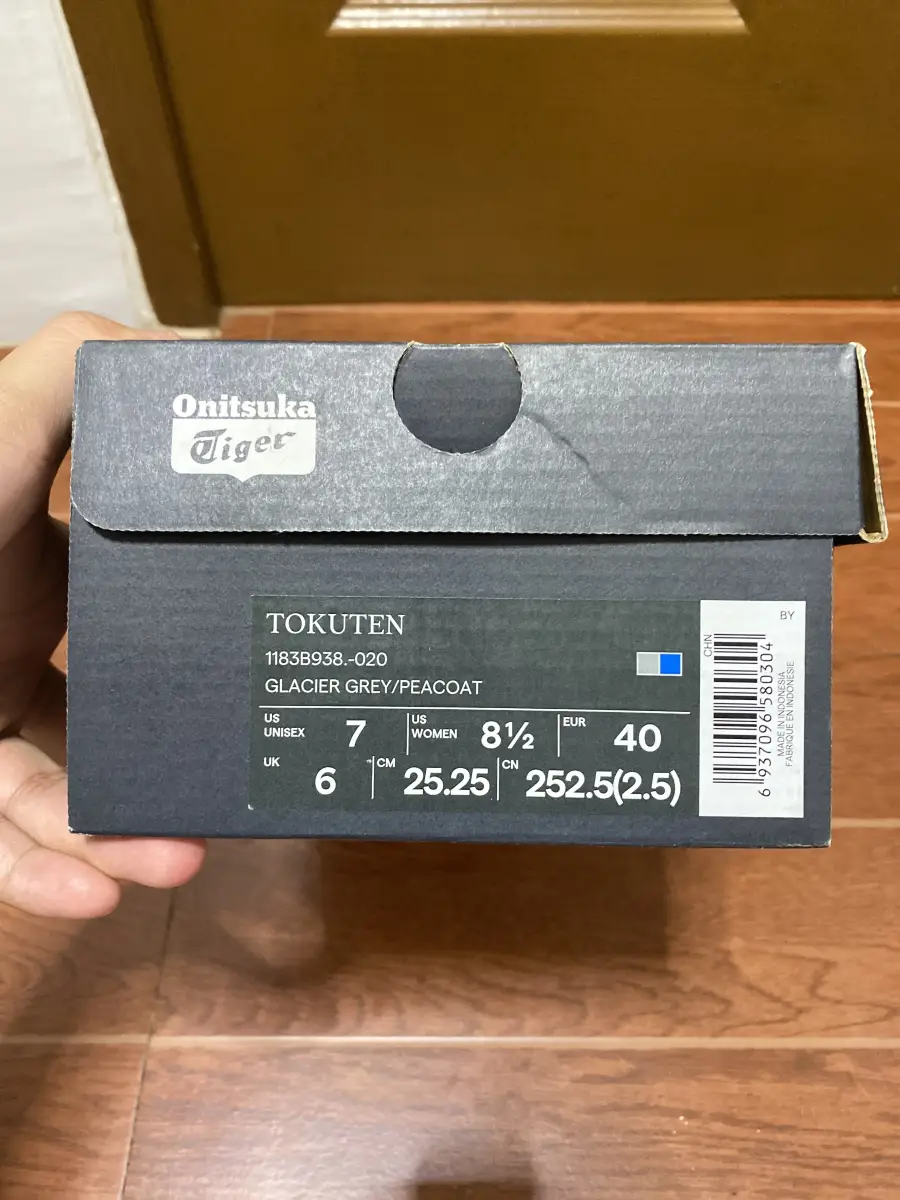 Onitsuka
Tiger
TOKUTEN
1183B938.-020
GLACIER GREY/PEACOAT
US UNISEX 7
US WOMEN 8½
EUR 40
UK 6
CM 25.25
CN 252.5(2.5)
BY
CHN
6 937096 580304
MADE IN INDONESIA
FABRIQUE EN INDONESIE